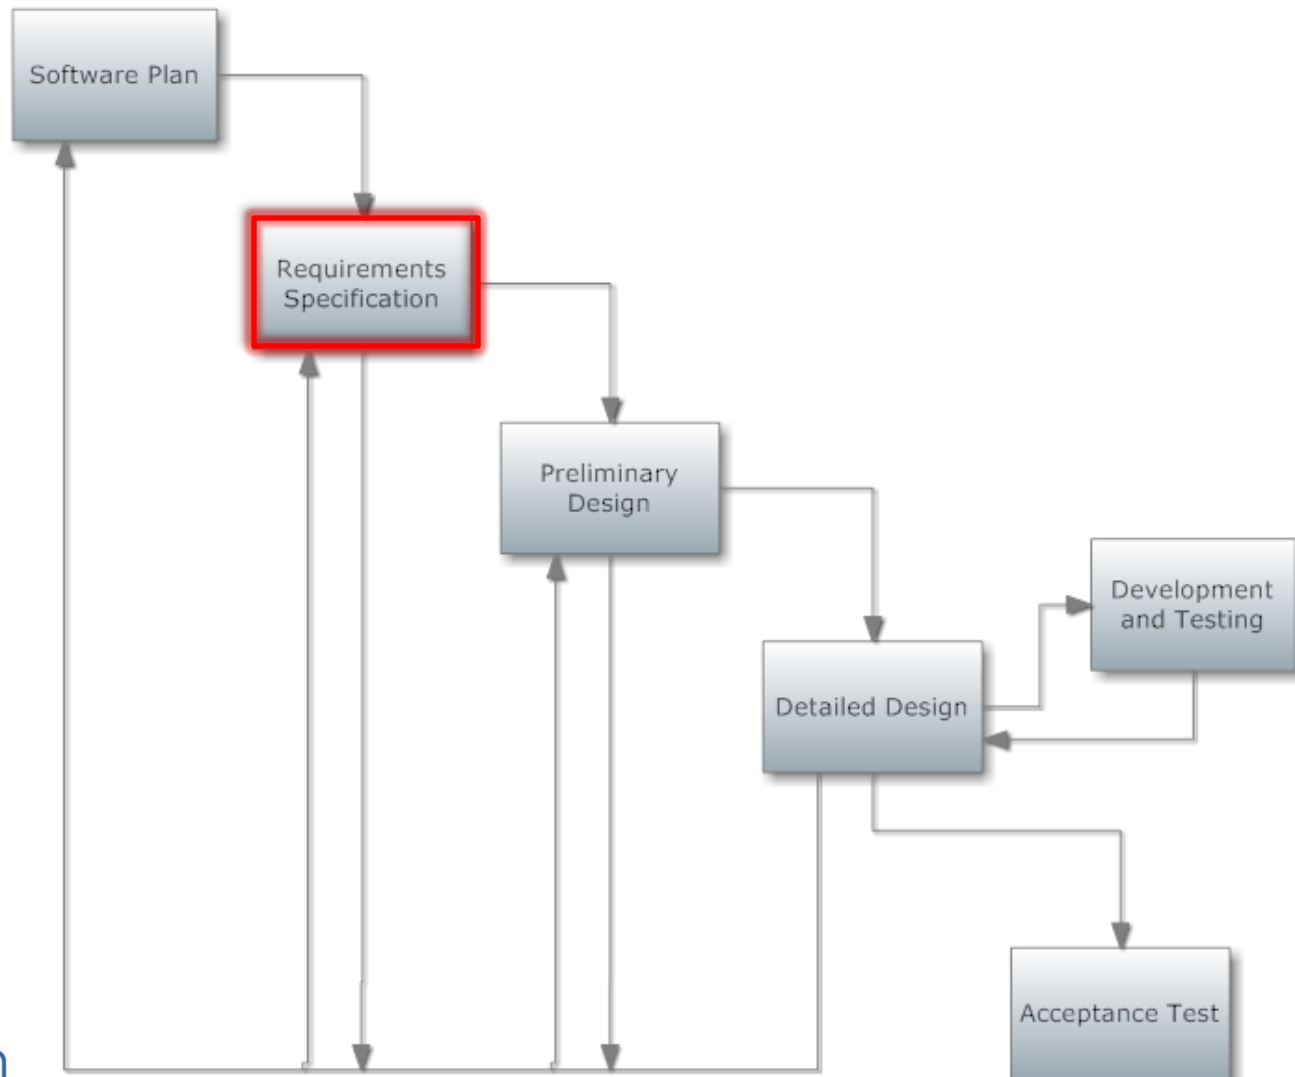 Software Plan
Requirements
Specification
Preliminary
Design
Development
and Testing
Detailed Design
Acceptance Test